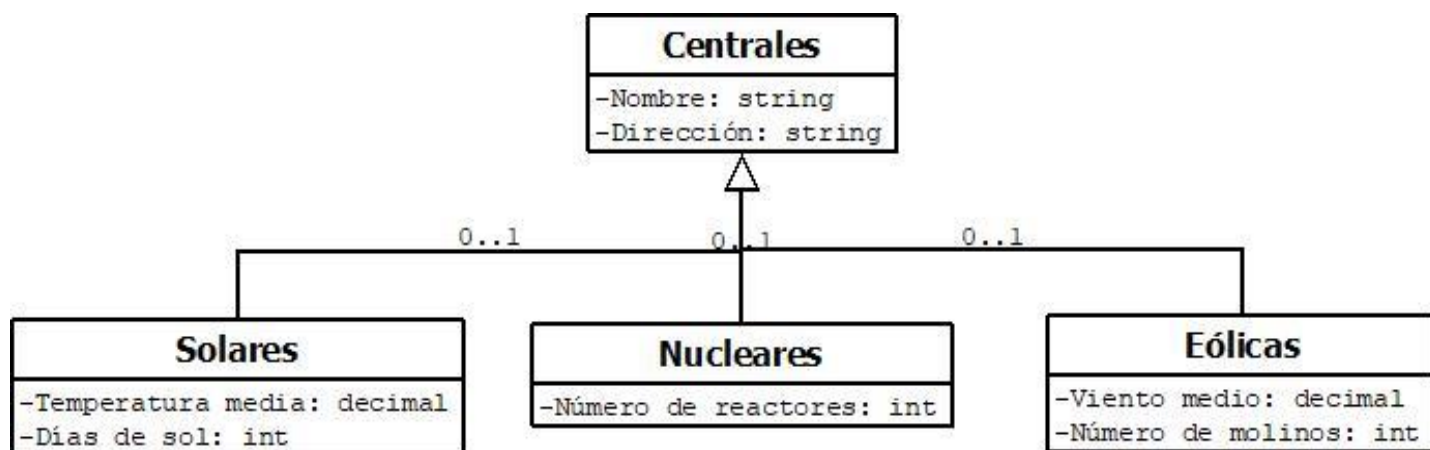 Centrales
-Nombre: string
-Dirección: string
0..1
0..1
0..1
Solares
-Temperatura media: decimal
-Días de sol: int
Nucleares
-Número de reactores: int
Eólicas
-Viento medio: decimal
-Número de molinos: int